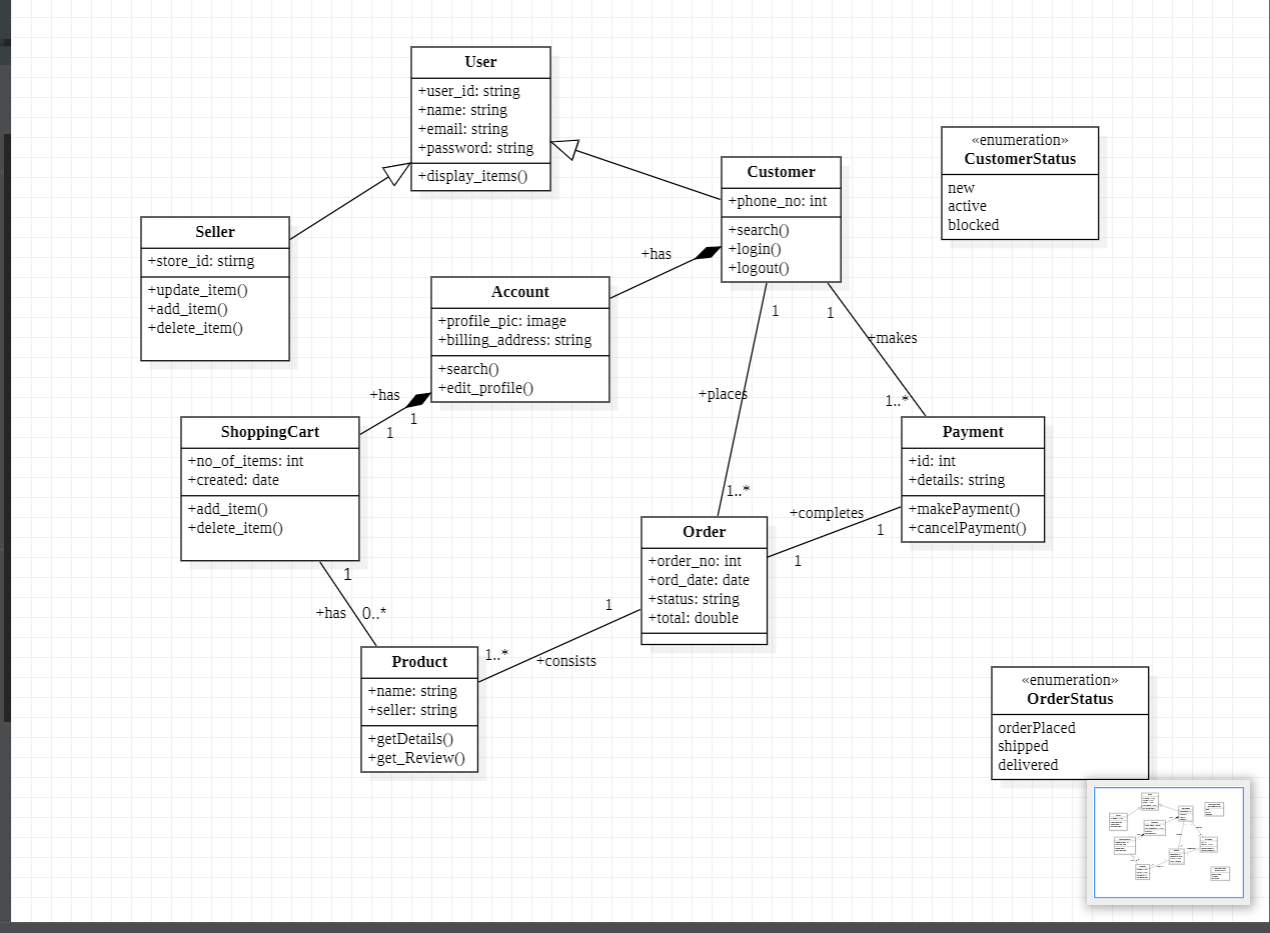 User
+user_id: string
+name: string
+email: string
+password: string
+display_items()
«enumeration»
CustomerStatus
new
active
blocked
Customer
+phone_no: int
+search()
+login()
+logout()
Seller
+store_id: stirng
+update_item()
+add_item()
+delete_item()
+has
Account
+profile_pic: image
+billing_address: string
+search()
+edit_profile()
1
1
+makes
+places
1..*
+has
1
1
ShoppingCart
+no_of_items: int
+created: date
+add_item()
+delete_item()
Payment
+id: int
+details: string
+makePayment()
+cancelPayment()
1..*
+completes
1
1
Order
+order_no: int
+ord_date: date
+status: string
+total: double
1
+has
0..*
1
1..*
+consists
Product
+name: string
+seller: string
+getDetails()
+get_Review()
«enumeration»
OrderStatus
orderPlaced
shipped
delivered